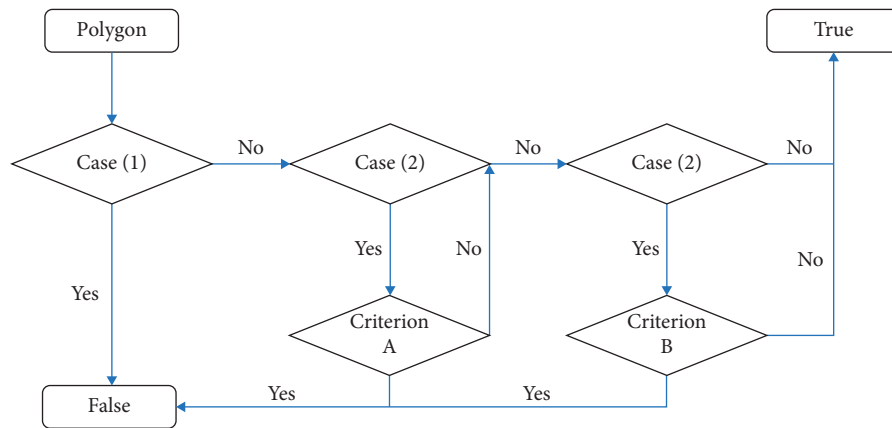 Polygon
True
Case (1)
No
Case (2)
No
Case (2)
No
Yes
Yes
No
Yes
No
Criterion
A
Criterion
B
False
Yes
Yes